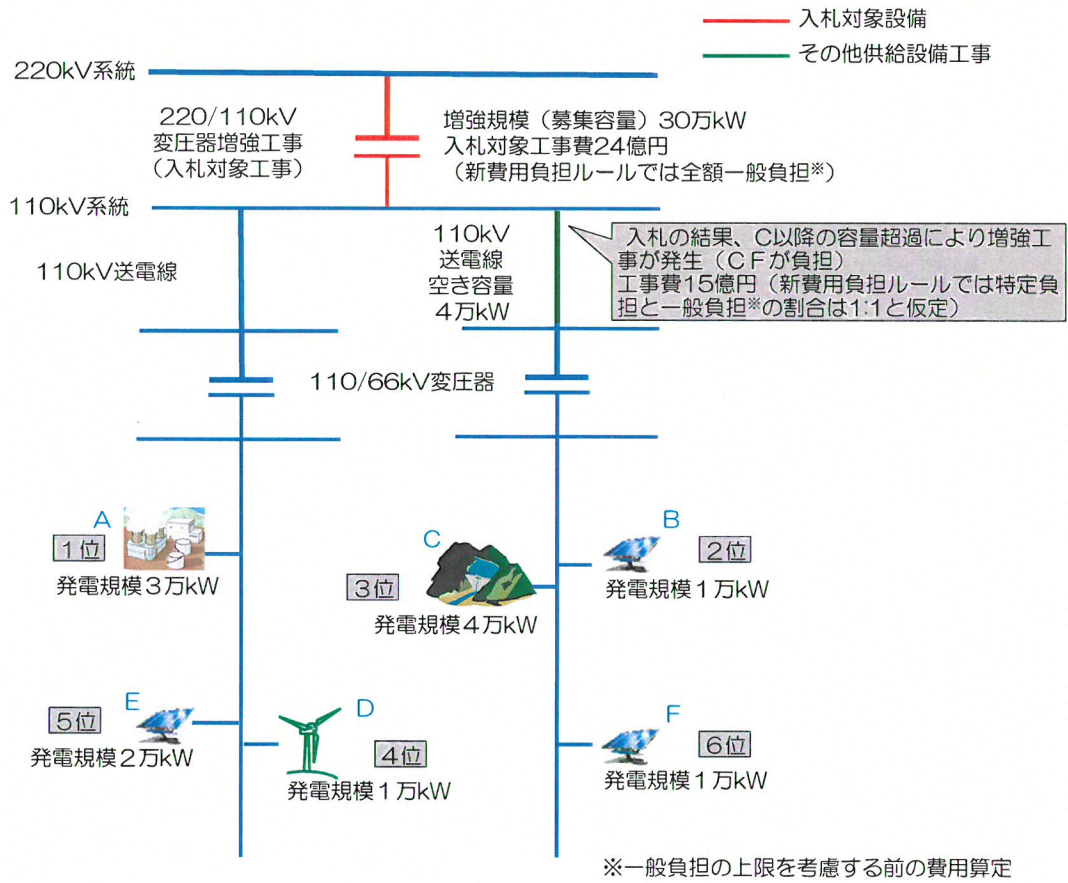 入札対象設備
その他供給設備工事
220kV系統
220/110kV
変圧器増強工事
（入札対象工事）
増強規模（募集容量）30万kW
入札対象工事費24億円
（新費用負担ルールでは全額一般負担※）
110kV系統
110kV送電線
110kV
送電線
空き容量
4万kW
入札の結果、C以降の容量超過により増強工
事が発生（ＣＦが負担）
工事費15億円（新費用負担ルールでは特定負
担と一般負担※の割合は1:1と仮定）
110/66kV変圧器
A
1位
発電規模3万kW
C
3位
発電規模4万kW
B
2位
発電規模1万kW
E
5位
発電規模2万kW
D
4位
発電規模1万kW
F
6位
発電規模1万kW
※一般負担の上限を考慮する前の費用算定